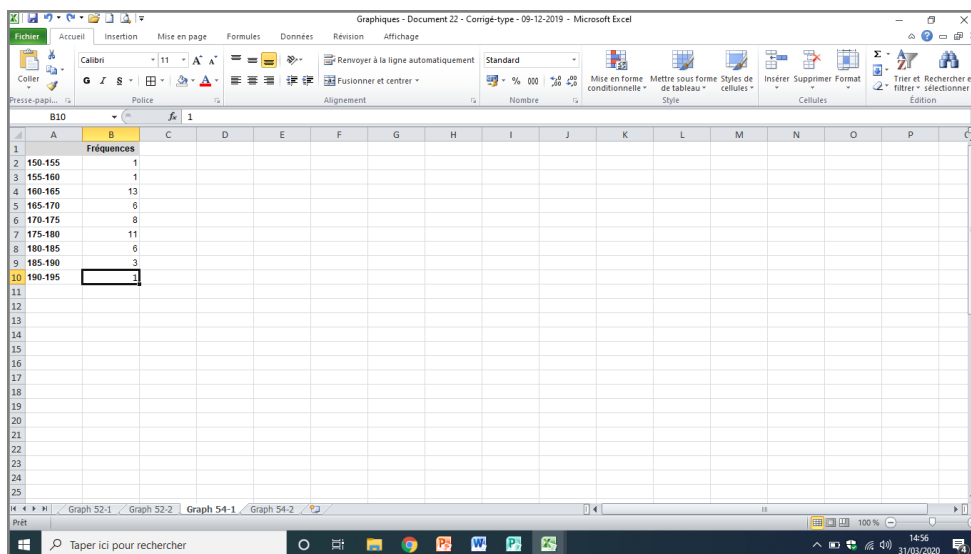 Graphiques - Document 22 - Corrigé-type - 09-12-2019 - Microsoft Excel
Fichier Accueil Insertion Mise en page Formules Données Révision Affichage
Coller
Calibri 11 A A
Renvoyer à la ligne automatiquement
Standard
G I S A
Fusionner et centrer
% 000
Mise en forme conditionnelle
Mettre sous forme de tableau
Styles de cellules
Insérer Supprimer Format
Trier et filtrer
Rechercher et sélectionner
Presse-papi... Police Alignement Nombre Style Cellules Édition
B10 fx 1
A B C D E F G H I J K L M N O P
1 Fréquences
2 150-155 1
3 155-160 1
4 160-165 13
5 165-170 6
6 170-175 8
7 175-180 11
8 180-185 6
9 185-190 3
10 190-195 1
11
12
13
14
15
16
17
18
19
20
21
22
23
24
25
Graph 52-1 Graph 52-2 Graph 54-1 Graph 54-2
Prêt 100 %
Taper ici pour rechercher
14:56
31/03/2020